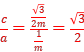 c/a = (√3/(2m))/(1/m) = √3/2